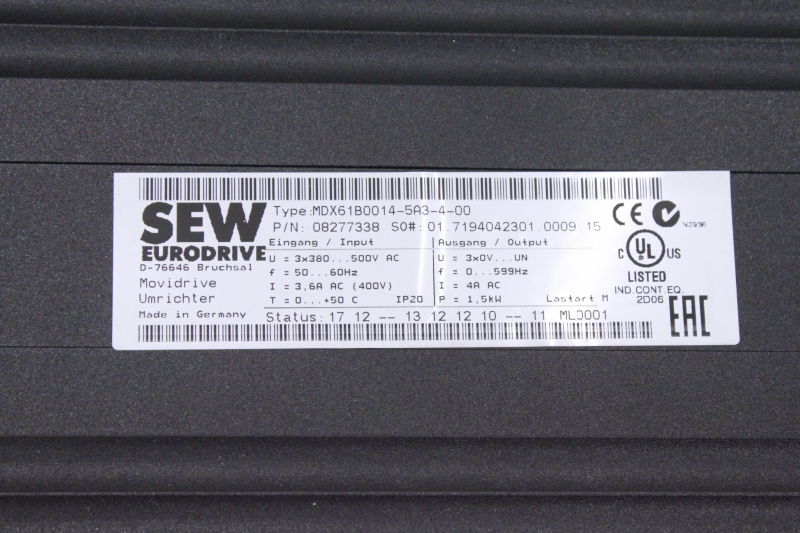 SEW
EURODRIVE
D-76646 Bruchsal
Movidrive
Umrichter
Made in Germany
Type:MDX61B0014-5A3-4-00
P/N: 08277338 SO#: 01.7194042301.0009.15
Eingang / Input
U = 3x380...500V AC
f = 50...60Hz
I = 3,6A AC (400V)
T = 0...+50 C IP20
Ausgang / Output
U = 3x0V...UN
f = 0...599Hz
I = 4A AC
P = 1,5kW Lastart M
Status: 17 12 -- 13 12 12 10 -- 11 ML0001
CE
N2936
C UL US
LISTED
IND.CONT.EQ.
2D06
EAC